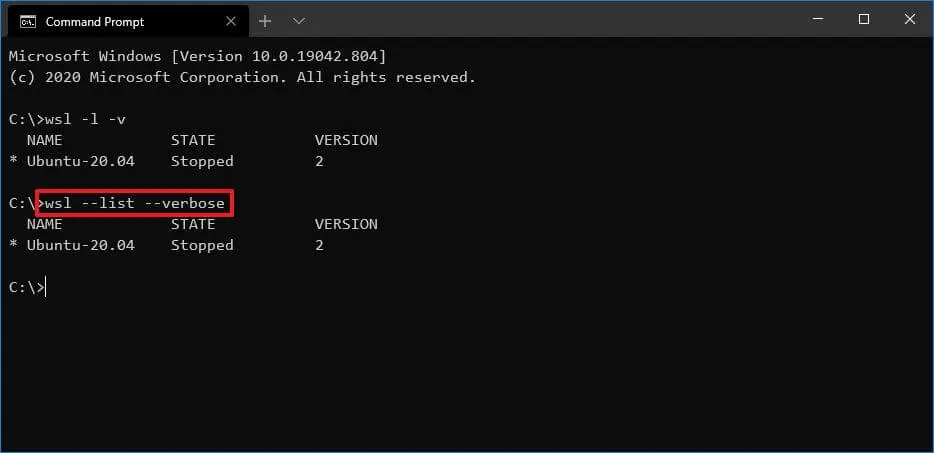 Command Prompt
Microsoft Windows [Version 10.0.19042.804]
(c) 2020 Microsoft Corporation. All rights reserved.
C:\>wsl -l -v
NAME STATE VERSION
* Ubuntu-20.04 Stopped 2
C:\>wsl --list --verbose
NAME STATE VERSION
* Ubuntu-20.04 Stopped 2
C:\>